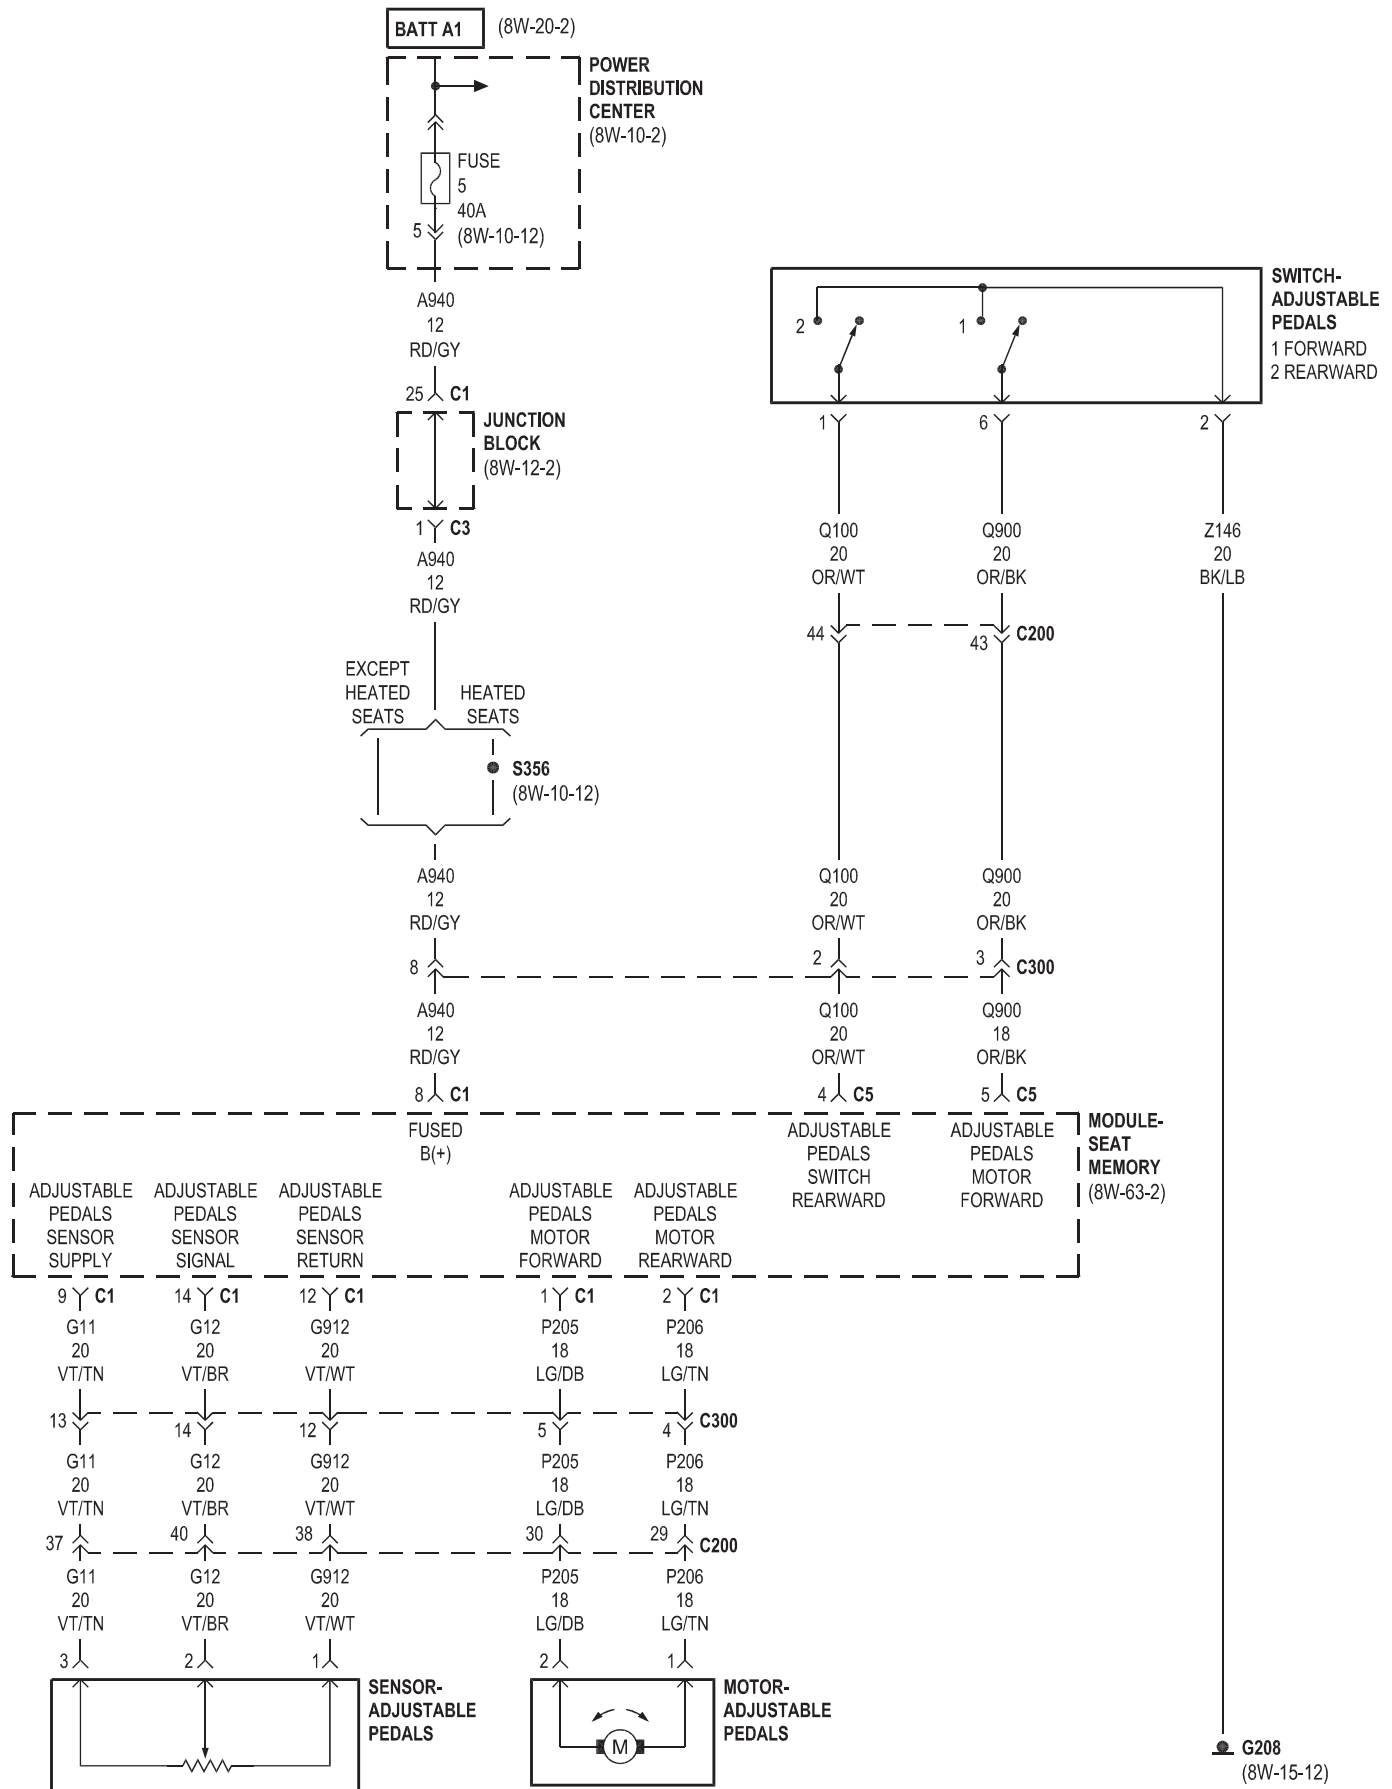 BATT A1 (8W-20-2)
POWER
DISTRIBUTION
CENTER
(8W-10-2)
FUSE
5
40A
5 (8W-10-12)
A940
12
RD/GY
25 C1
JUNCTION
BLOCK
(8W-12-2)
1 C3
A940
12
RD/GY
EXCEPT
HEATED
SEATS
HEATED
SEATS
S356
(8W-10-12)
A940
12
RD/GY
8
A940
12
RD/GY
8 C1
SWITCH-
ADJUSTABLE
PEDALS
1 FORWARD
2 REARWARD
2 1
1 6 2
Q100 Q900 Z146
20 20 20
OR/WT OR/BK BK/LB
44 43 C200
Q100 Q900
20 20
OR/WT OR/BK
2 3 C300
Q100 Q900
20 18
OR/WT OR/BK
4 C5 5 C5
MODULE-
SEAT
MEMORY
(8W-63-2)
FUSED
B(+)
ADJUSTABLE
PEDALS
SWITCH
REARWARD
ADJUSTABLE
PEDALS
MOTOR
FORWARD
ADJUSTABLE
PEDALS
SENSOR
SUPPLY
ADJUSTABLE
PEDALS
SENSOR
SIGNAL
ADJUSTABLE
PEDALS
SENSOR
RETURN
ADJUSTABLE
PEDALS
MOTOR
FORWARD
ADJUSTABLE
PEDALS
MOTOR
REARWARD
9 C1 14 C1 12 C1 1 C1 2 C1
G11 G12 G912 P205 P206
20 20 20 18 18
VT/TN VT/BR VT/WT LG/DB LG/TN
13 14 12 5 4 C300
G11 G12 G912 P205 P206
20 20 20 18 18
VT/TN VT/BR VT/WT LG/DB LG/TN
37 40 38 30 29 C200
G11 G12 G912 P205 P206
20 20 20 18 18
VT/TN VT/BR VT/WT LG/DB LG/TN
3 2 1 2 1
SENSOR-
ADJUSTABLE
PEDALS
MOTOR-
ADJUSTABLE
PEDALS
M
G208
(8W-15-12)